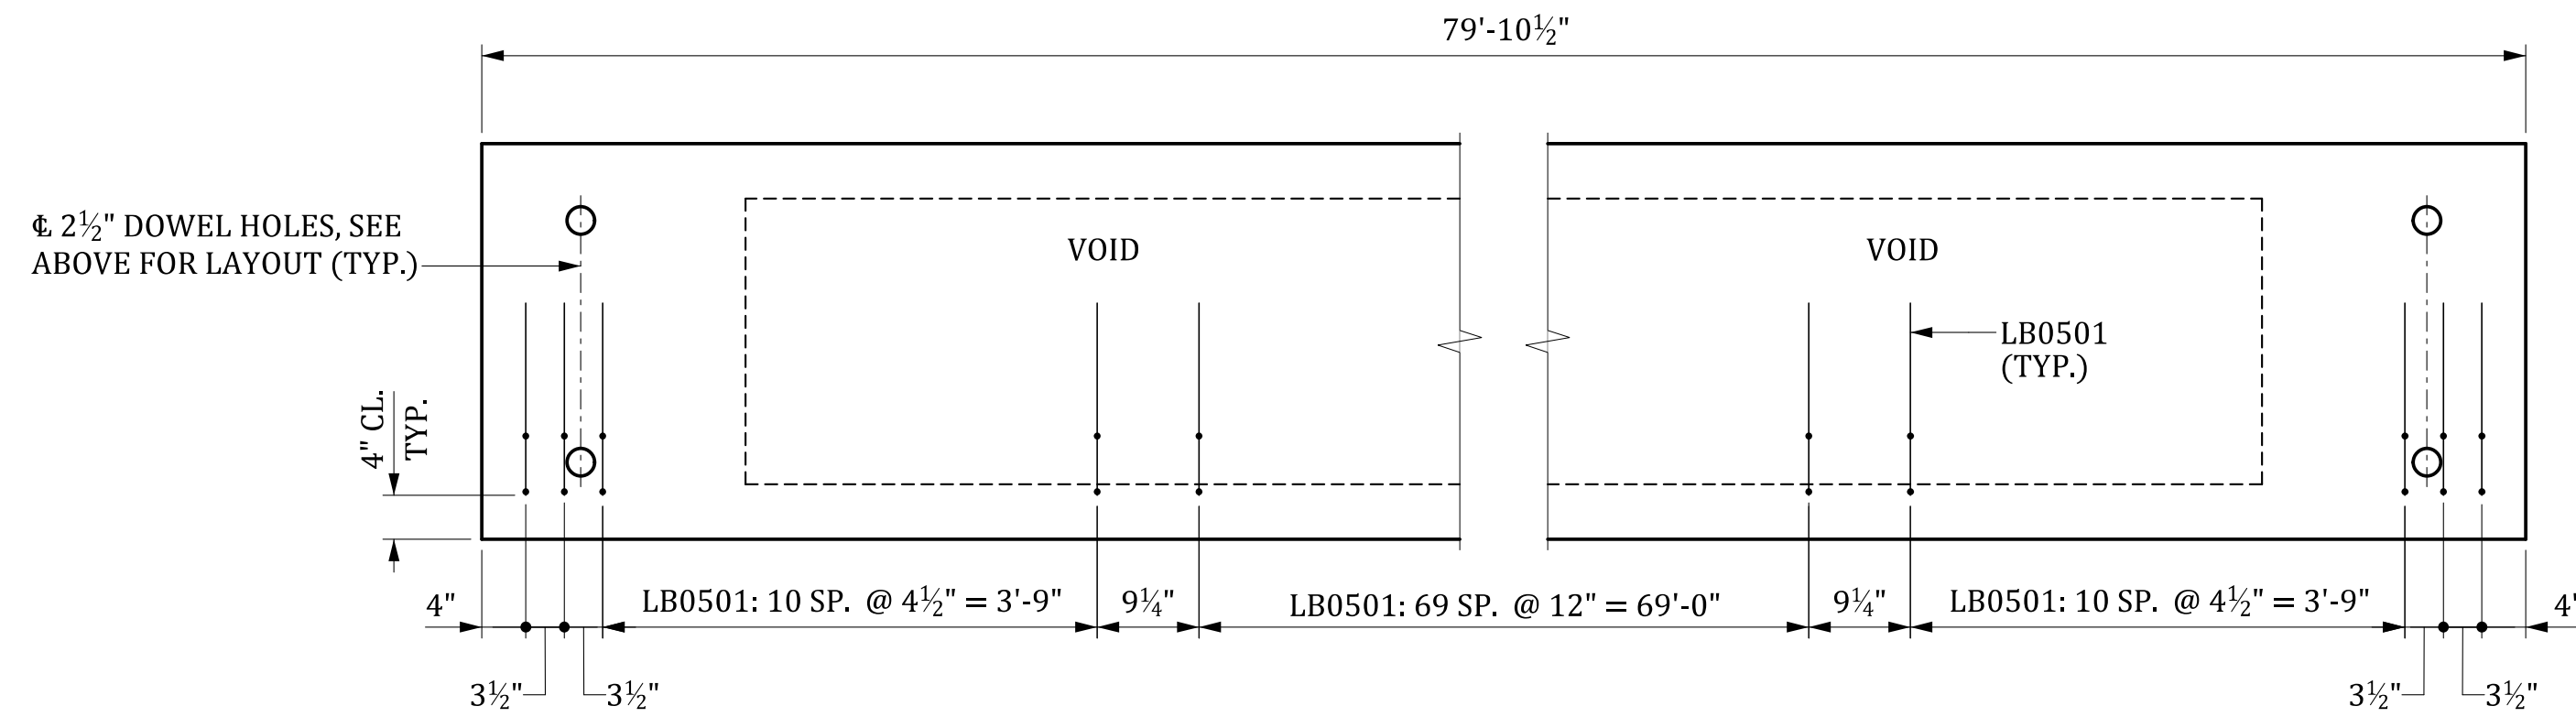 79'-10½"
℄ 2½" DOWEL HOLES, SEE
ABOVE FOR LAYOUT (TYP.)
VOID
VOID
LB0501
(TYP.)
4" CL.
TYP.
4"
LB0501: 10 SP. @ 4½" = 3'-9"
9¼"
LB0501: 69 SP. @ 12" = 69'-0"
9¼"
LB0501: 10 SP. @ 4½" = 3'-9"
4"
3½"
3½"
3½"
3½"